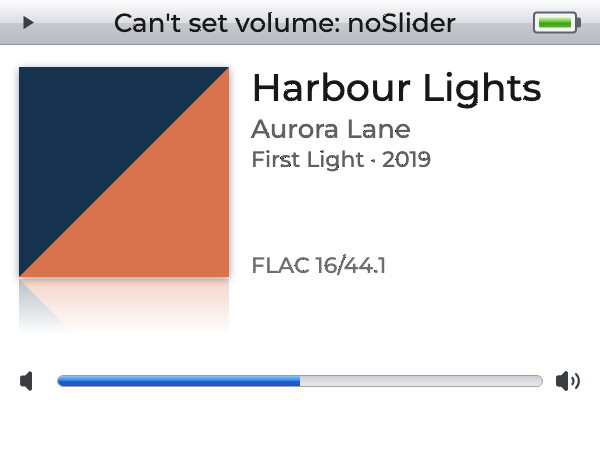 Can't set volume: noSlider
Harbour Lights
Aurora Lane
First Light · 2019
FLAC 16/44.1